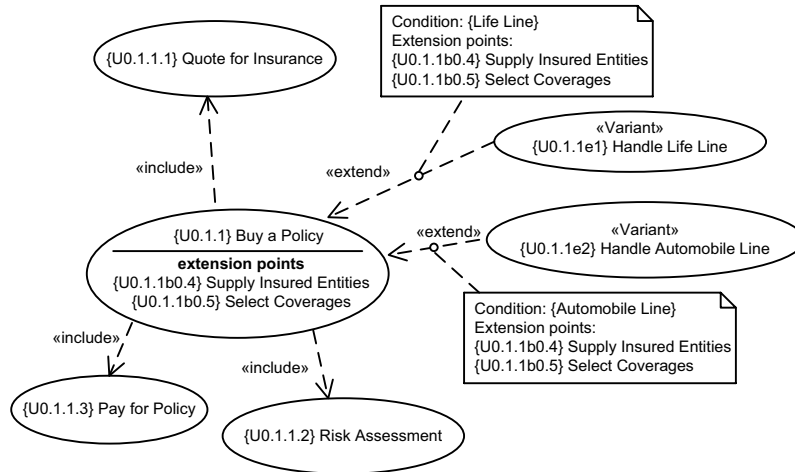 Condition: {Life Line}
Extension points:
{U0.1.1b0.4} Supply Insured Entities
{U0.1.1b0.5} Select Coverages
{U0.1.1.1} Quote for Insurance
«Variant»
{U0.1.1e1} Handle Life Line
«include»
«extend»
«extend»
«Variant»
{U0.1.1e2} Handle Automobile Line
{U0.1.1} Buy a Policy
extension points
{U0.1.1b0.4} Supply Insured Entities
{U0.1.1b0.5} Select Coverages
Condition: {Automobile Line}
Extension points:
{U0.1.1b0.4} Supply Insured Entities
{U0.1.1b0.5} Select Coverages
«include»
«include»
{U0.1.1.3} Pay for Policy
{U0.1.1.2} Risk Assessment